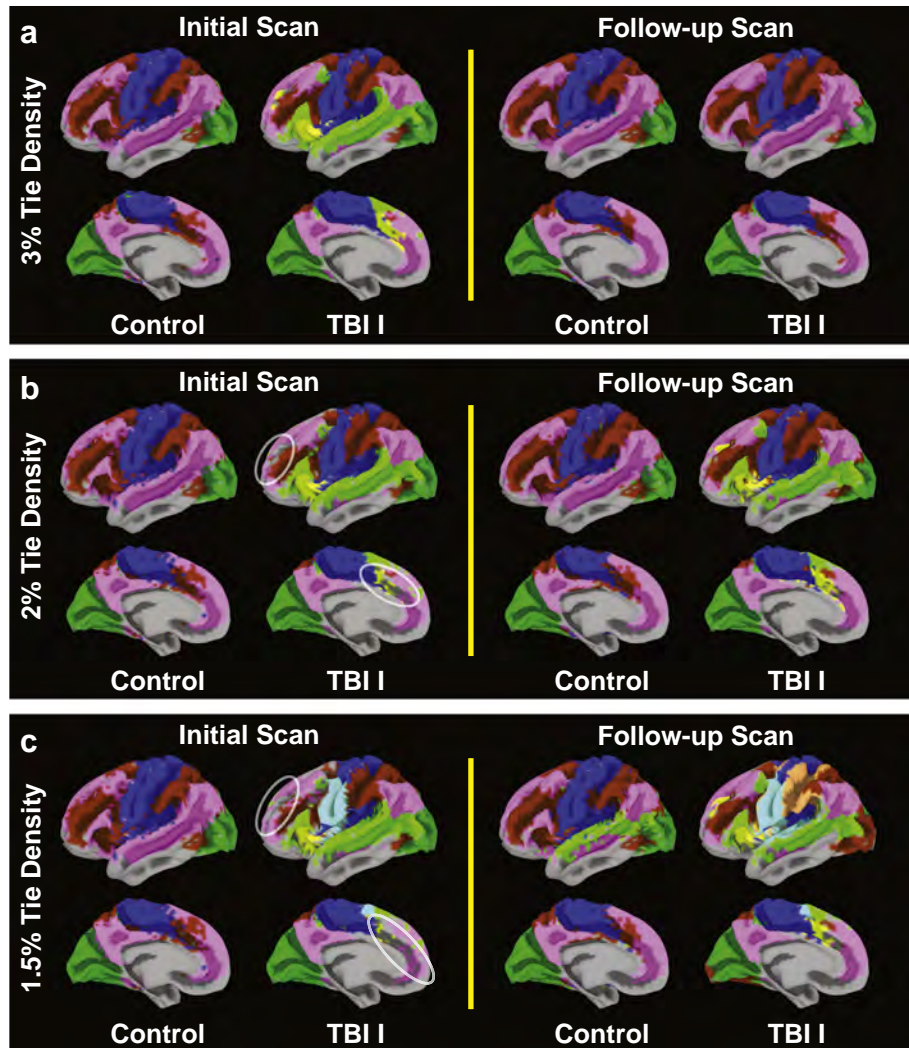 a
Initial Scan
Follow-up Scan
3% Tie Density
Control
TBI I
Control
TBI I
b
Initial Scan
Follow-up Scan
2% Tie Density
Control
TBI I
Control
TBI I
c
Initial Scan
Follow-up Scan
1.5% Tie Density
Control
TBI I
Control
TBI I